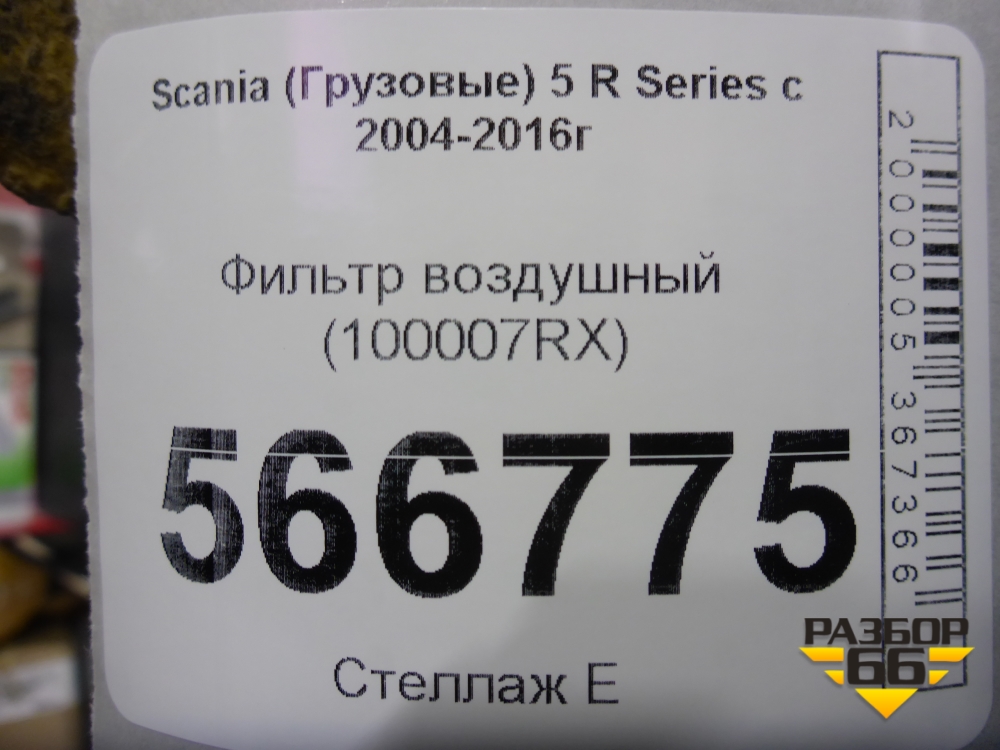 Scania (Грузовые) 5 R Series с
2004-2016г
Фильтр воздушный
(100007RX)
566775
Стеллаж E
2000005367366
РАЗБОР
66